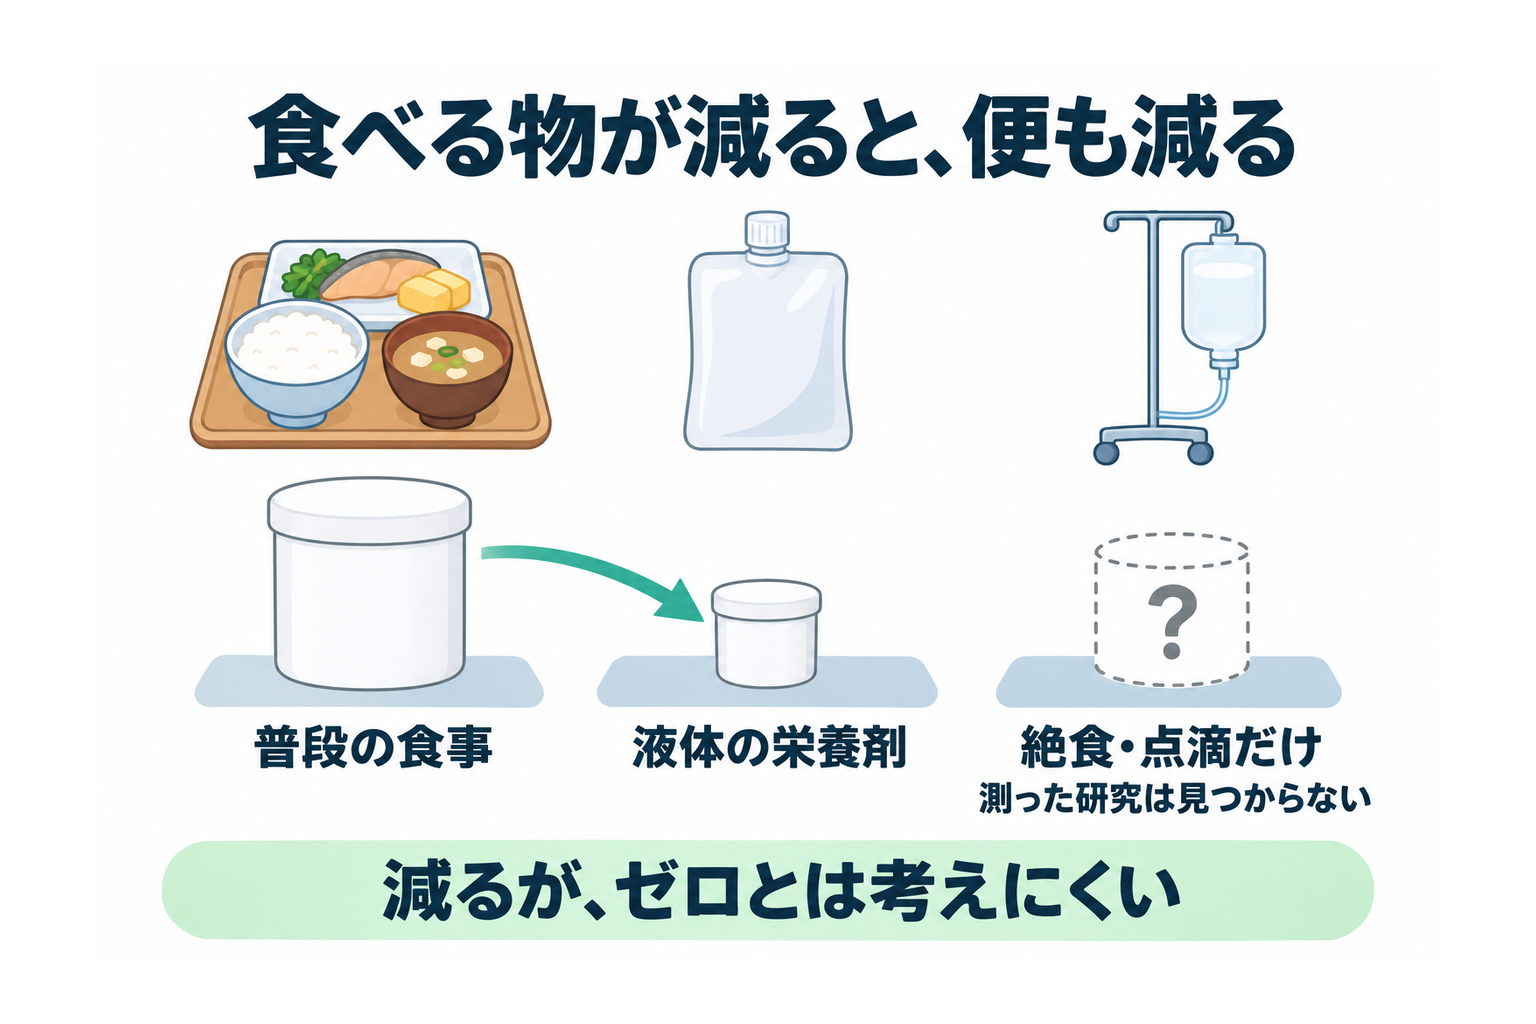 食べる物が減ると、便も減る
?
普段の食事
液体の栄養剤
絶食・点滴だけ
測った研究は見つからない
減るが、ゼロとは考えにくい